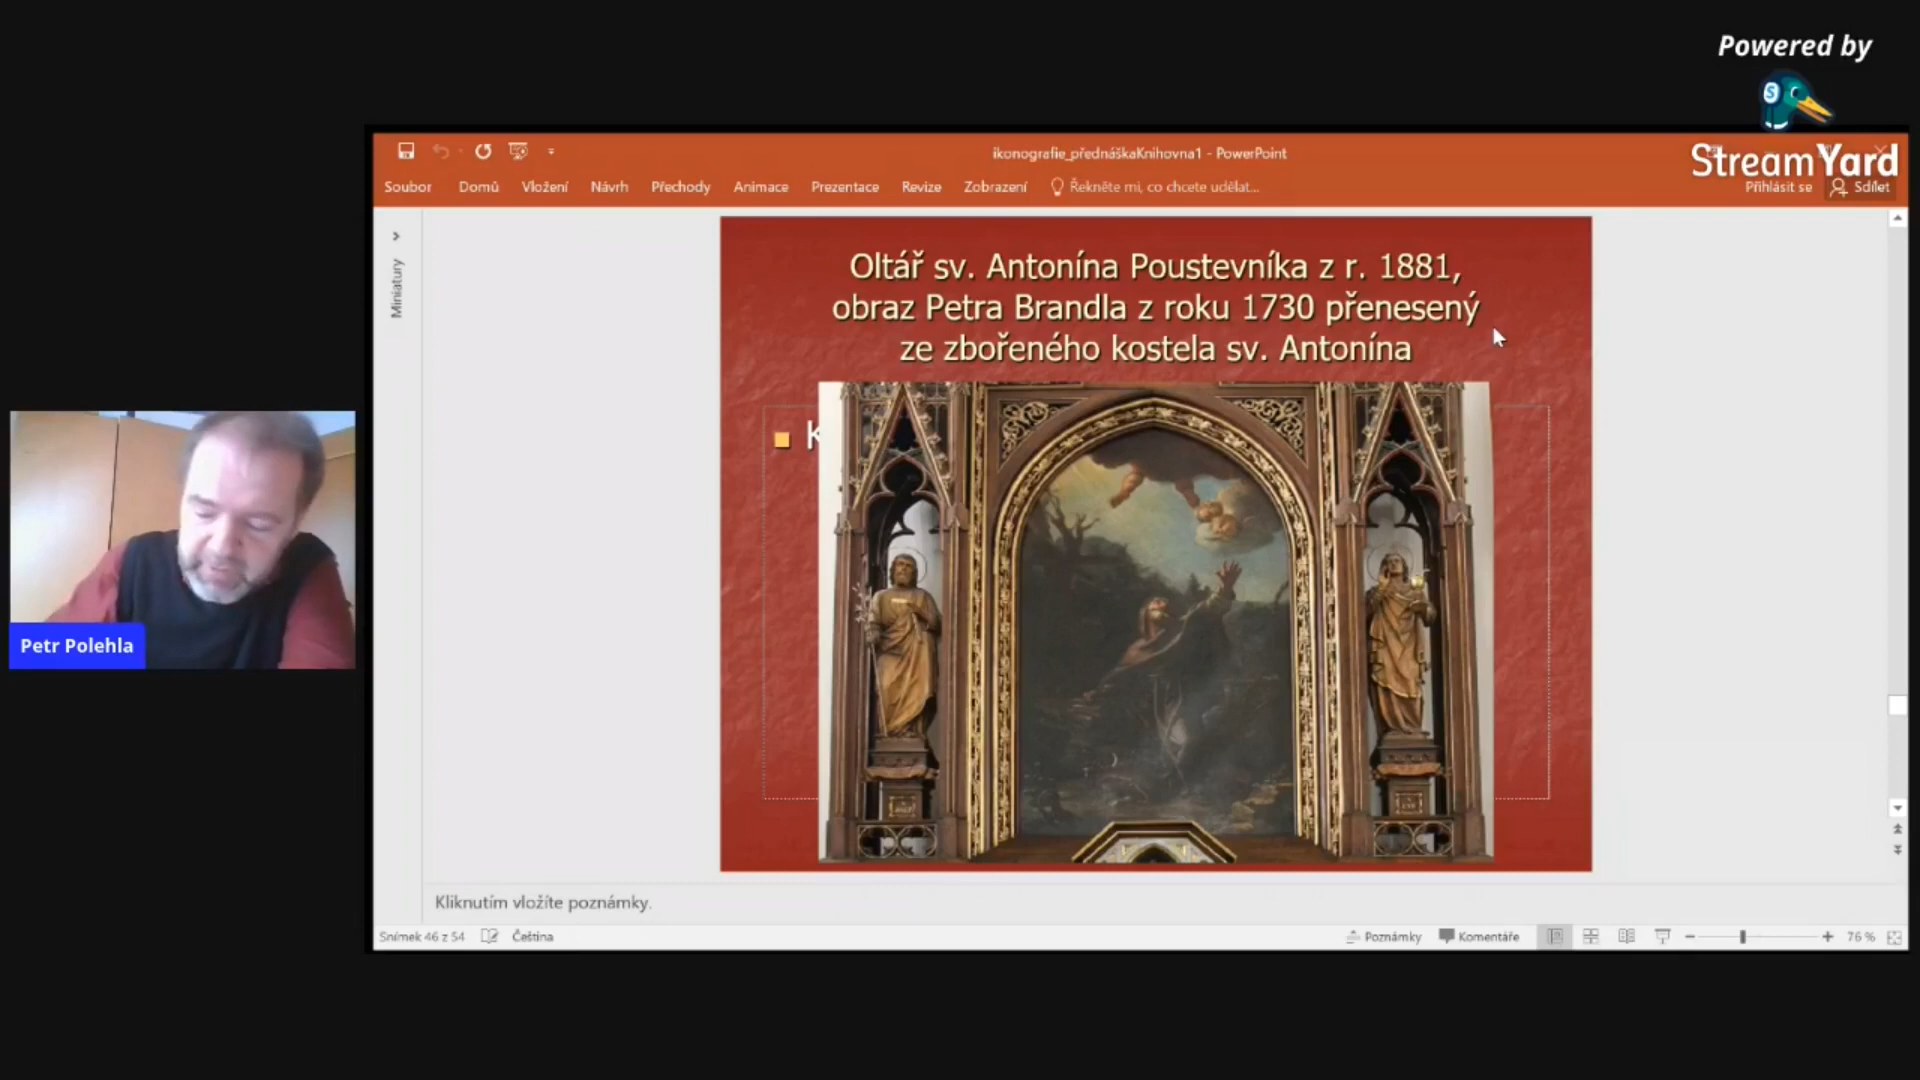 Powered by
StreamYard
ikonografie_přednáškaKnihovna1 - PowerPoint
Soubor Domů Vložení Návrh Přechody Animace Prezentace Revize Zobrazení Řekněte mi, co chcete udělat... Přihlásit se Sdílet
Miniatury
Oltář sv. Antonína Poustevníka z r. 1881,
obraz Petra Brandla z roku 1730 přenesený
ze zbořeného kostela sv. Antonína
K
Petr Polehla
Kliknutím vložíte poznámky.
Snímek 46 z 54 Čeština Poznámky Komentáře 76 %